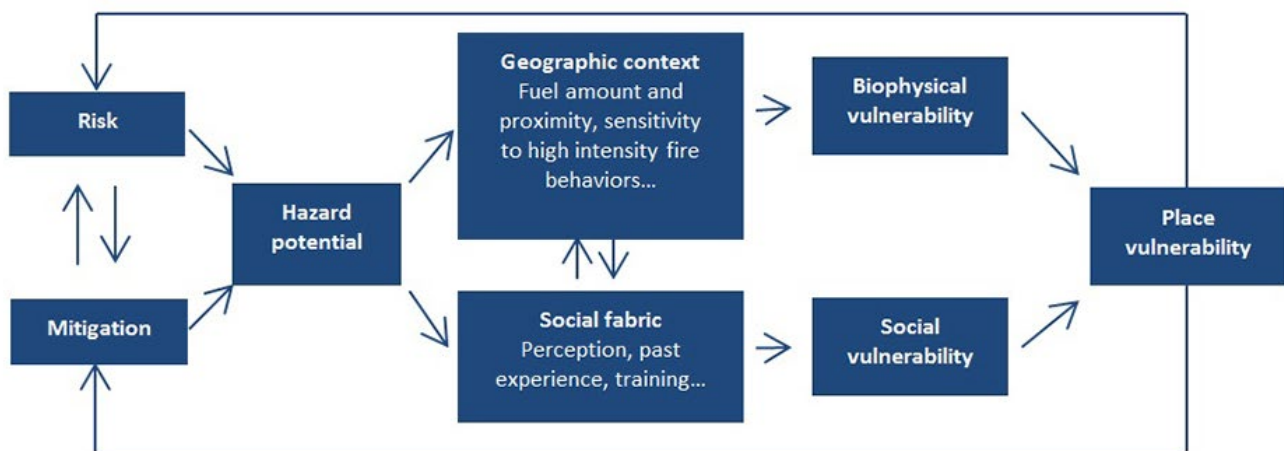 Risk
Mitigation
Hazard
potential
Geographic context
Fuel amount and
proximity, sensitivity
to high intensity fire
behaviors…
Social fabric
Perception, past
experience, training…
Biophysical
vulnerability
Social
vulnerability
Place
vulnerability